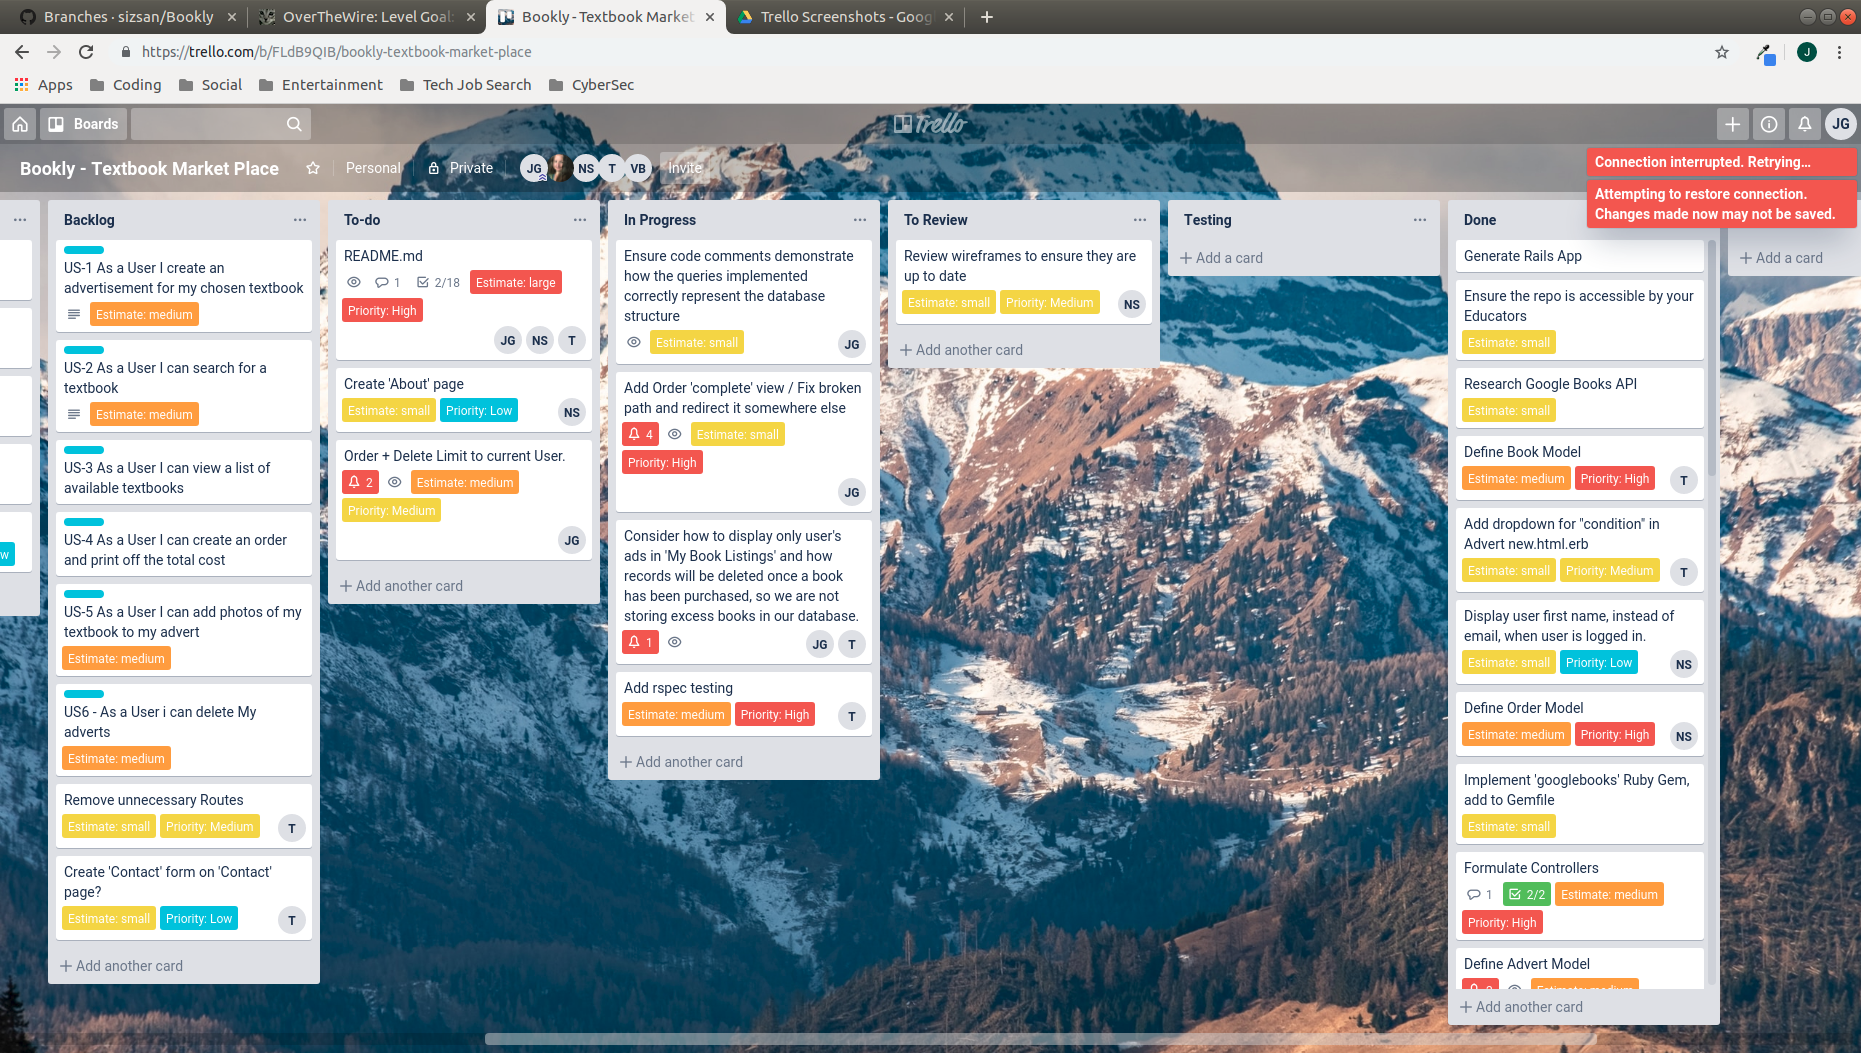 Branches · sizsan/Bookly
OverTheWire: Level Goal:
Bookly - Textbook Market
Trello Screenshots - Goog
https://trello.com/b/FLdB9QIB/bookly-textbook-market-place
J
Apps
Coding
Social
Entertainment
Tech Job Search
CyberSec
Boards
Trello
JG
Bookly - Textbook Market Place
Personal
Private
JG
NS
T
VB
Invite
Connection interrupted. Retrying...
Attempting to restore connection.
Changes made now may not be saved.
w
Backlog
US-1 As a User I create an
advertisement for my chosen textbook
Estimate: medium
US-2 As a User I can search for a
textbook
Estimate: medium
US-3 As a User I can view a list of
available textbooks
US-4 As a User I can create an order
and print off the total cost
US-5 As a User I can add photos of my
textbook to my advert
Estimate: medium
US6 - As a User i can delete My
adverts
Estimate: medium
Remove unnecessary Routes
Estimate: small Priority: Medium
T
Create 'Contact' form on 'Contact'
page?
Estimate: small Priority: Low
T
+ Add another card
To-do
README.md
1 2/18 Estimate: large
Priority: High
JG NS T
Create 'About' page
Estimate: small Priority: Low
NS
Order + Delete Limit to current User.
2 Estimate: medium
Priority: Medium
JG
+ Add another card
In Progress
Ensure code comments demonstrate
how the queries implemented
correctly represent the database
structure
Estimate: small
JG
Add Order 'complete' view / Fix broken
path and redirect it somewhere else
4 Estimate: small
Priority: High
JG
Consider how to display only user's
ads in 'My Book Listings' and how
records will be deleted once a book
has been purchased, so we are not
storing excess books in our database.
1
JG T
Add rspec testing
Estimate: medium Priority: High
T
+ Add another card
To Review
Review wireframes to ensure they are
up to date
Estimate: small Priority: Medium
NS
+ Add another card
Testing
+ Add a card
Done
Generate Rails App
Ensure the repo is accessible by your
Educators
Estimate: small
Research Google Books API
Estimate: small
Define Book Model
Estimate: medium Priority: High
T
Add dropdown for "condition" in
Advert new.html.erb
Estimate: small Priority: Medium
T
Display user first name, instead of
email, when user is logged in.
Estimate: small Priority: Low
NS
Define Order Model
Estimate: medium Priority: High
NS
Implement 'googlebooks' Ruby Gem,
add to Gemfile
Estimate: small
Formulate Controllers
1 2/2 Estimate: medium
Priority: High
Define Advert Model
Estimate: medium
+ Add another card
+ Add a card